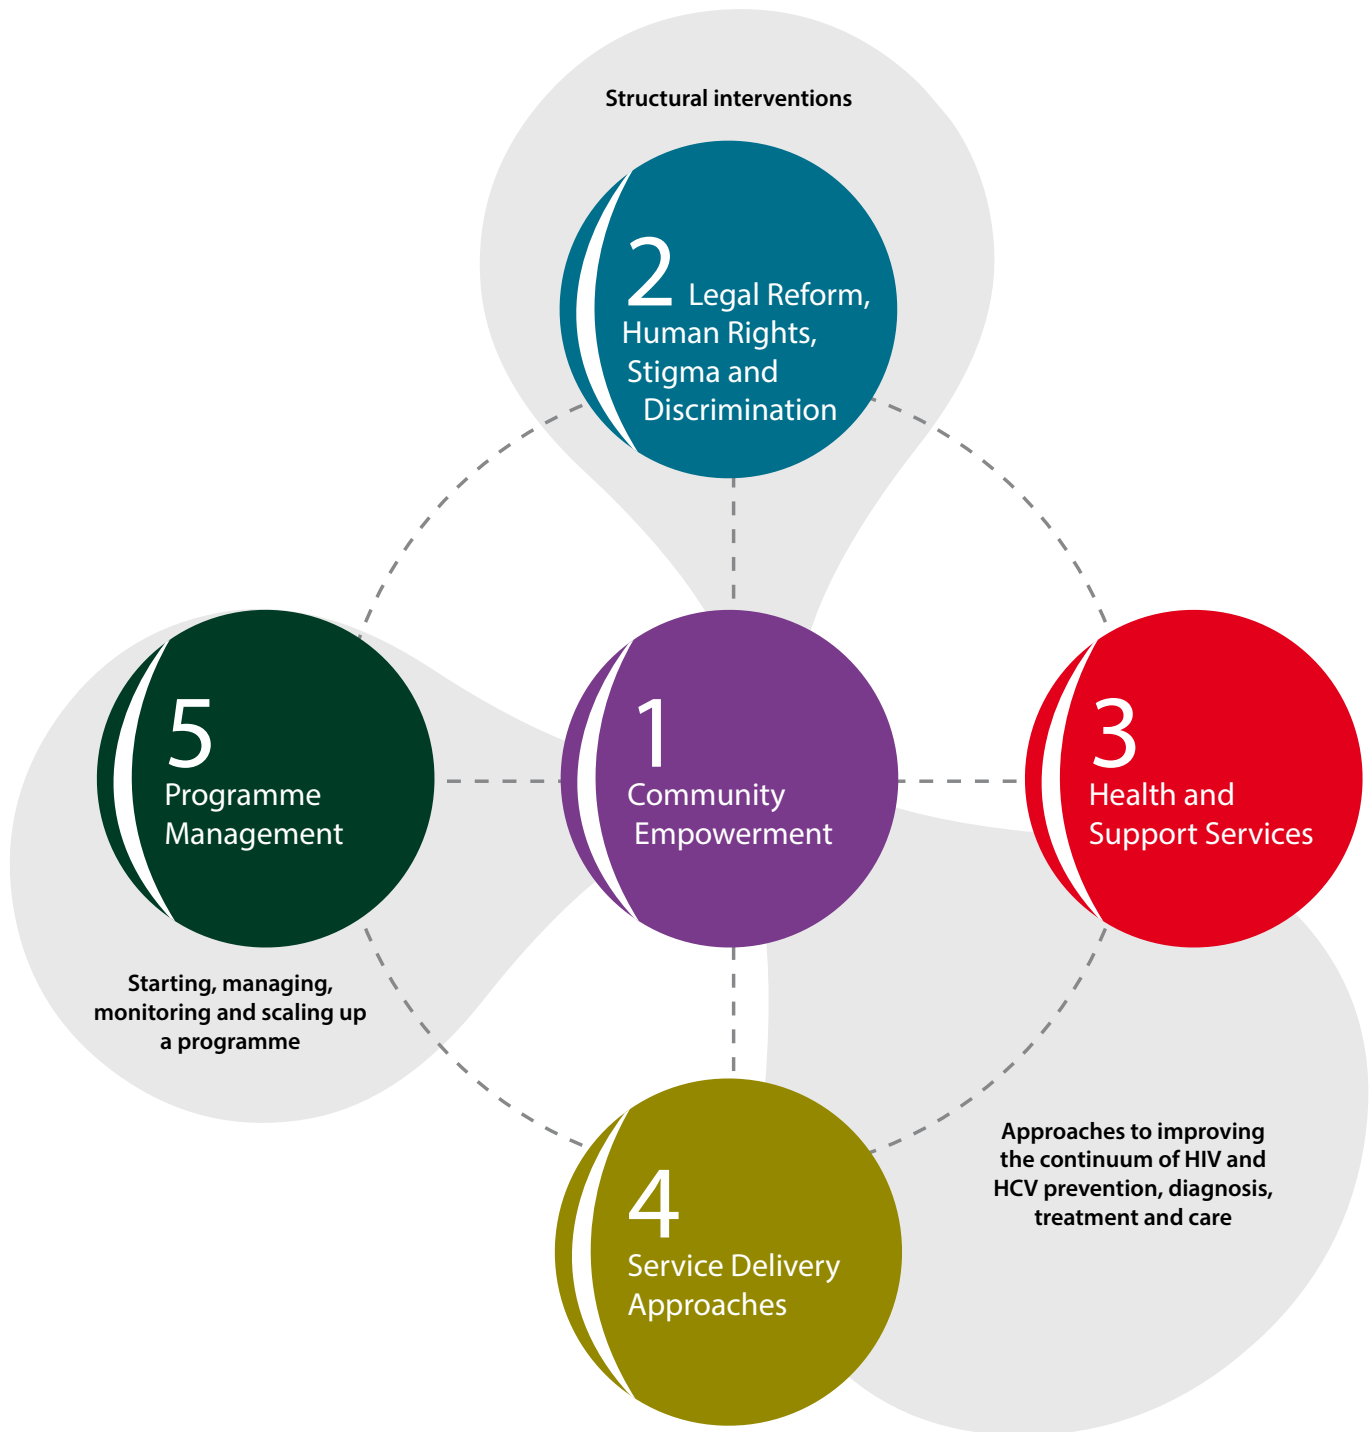 Structural interventions
2 Legal Reform,
Human Rights,
Stigma and
Discrimination
5
Programme
Management
1
Community
Empowerment
3
Health and
Support Services
Starting, managing,
monitoring and scaling up
a programme
4
Service Delivery
Approaches
Approaches to improving
the continuum of HIV and
HCV prevention, diagnosis,
treatment and care